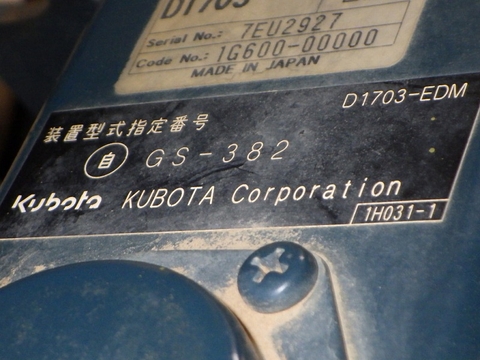 D1703
Serial No.: 7EU2927
Code No.: 1G600-00000
MADE IN JAPAN
D1703-EDM
装置型式指定番号
自 GS-382
Kubota KUBOTA Corporation
1H031-1